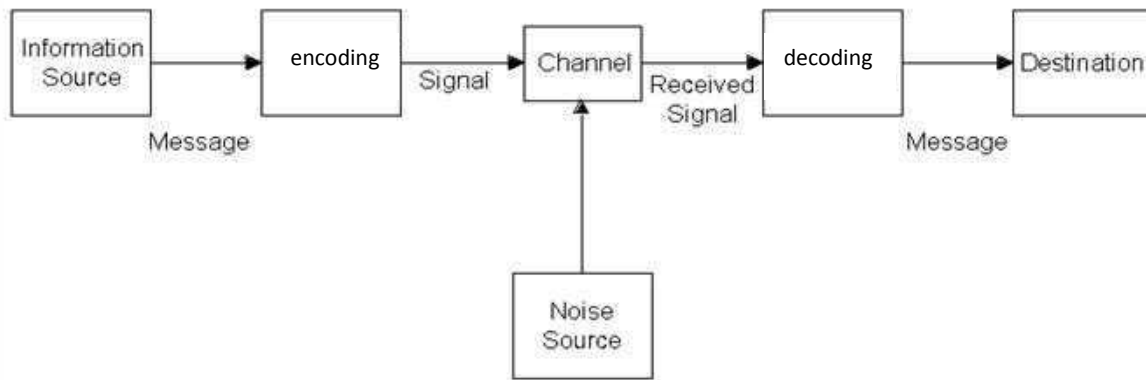 Information
Source
Message
encoding
Signal
Channel
Received
Signal
decoding
Message
Destination
Noise
Source